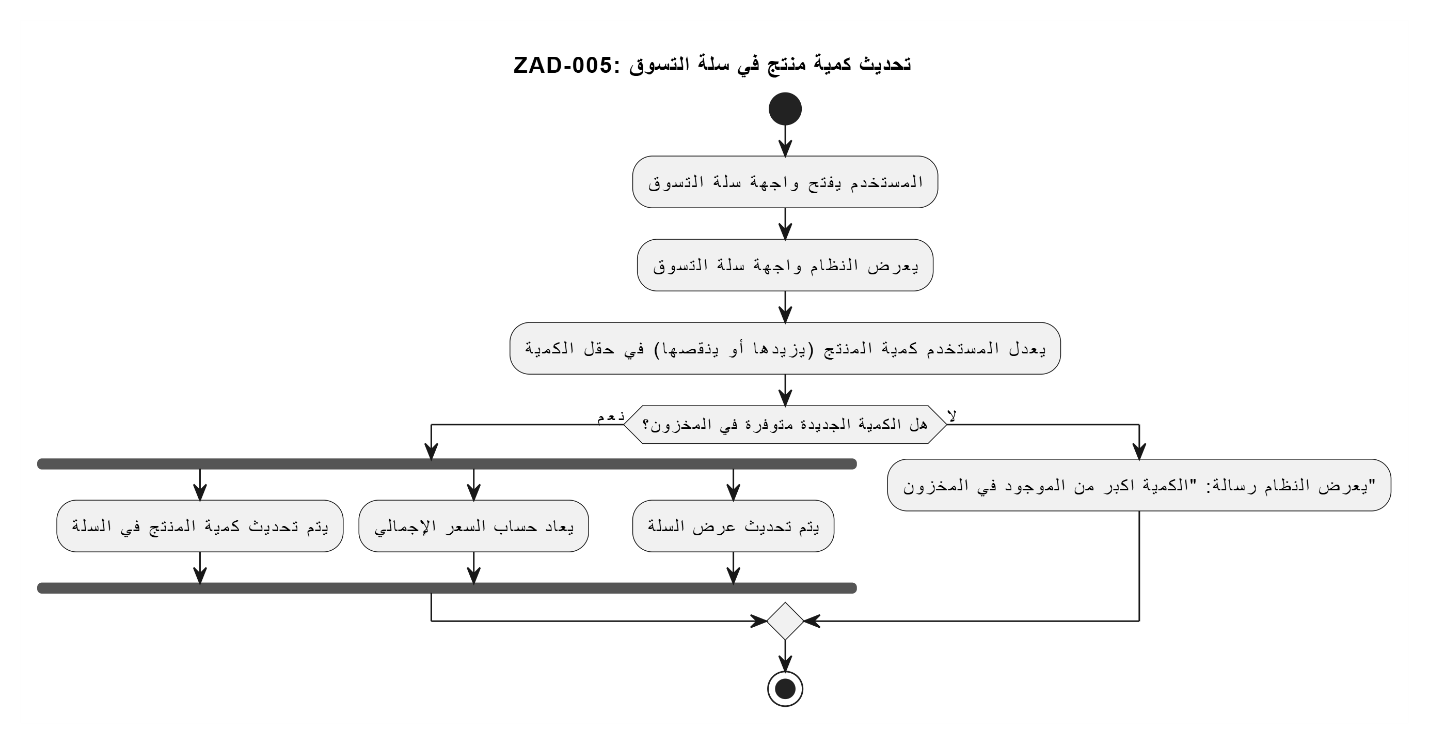 ZAD-005: تحديث كمية منتج في سلة التسوق
المستخدم يفتح واجهة سلة التسوق
يعرض النظام واجهة سلة التسوق
يعدل المستخدم كمية المنتج (يزيدها أو ينقصها) في حقل الكمية
هل الكمية الجديدة متوفرة في المخزون؟
نعم
لا
يتم تحديث كمية المنتج في السلة
يعاد حساب السعر الإجمالي
يتم تحديث عرض السلة
يعرض النظام رسالة: "الكمية اكبر من الموجود في المخزون"